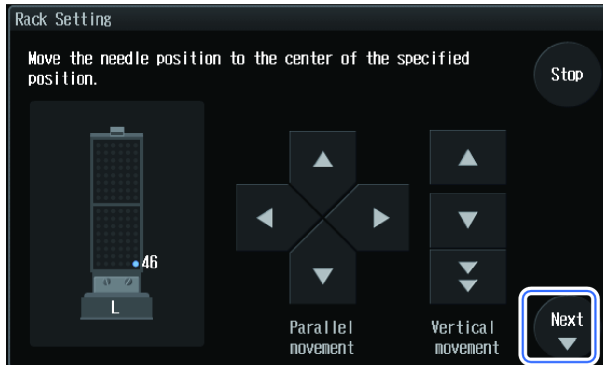 Rack Setting
Move the needle position to the center of the specified
position.
Stop
46
L
Parallel
movement
Vertical
movement
Next